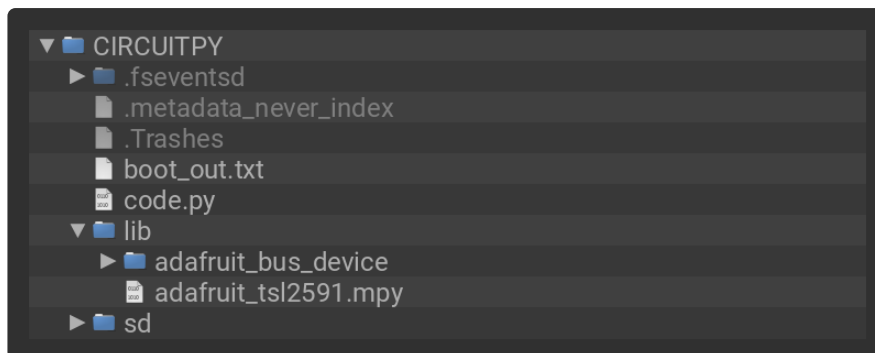 CIRCUITPY
.fseventsd
.metadata_never_index
.Trashes
boot_out.txt
code.py
lib
adafruit_bus_device
adafruit_tsl2591.mpy
sd